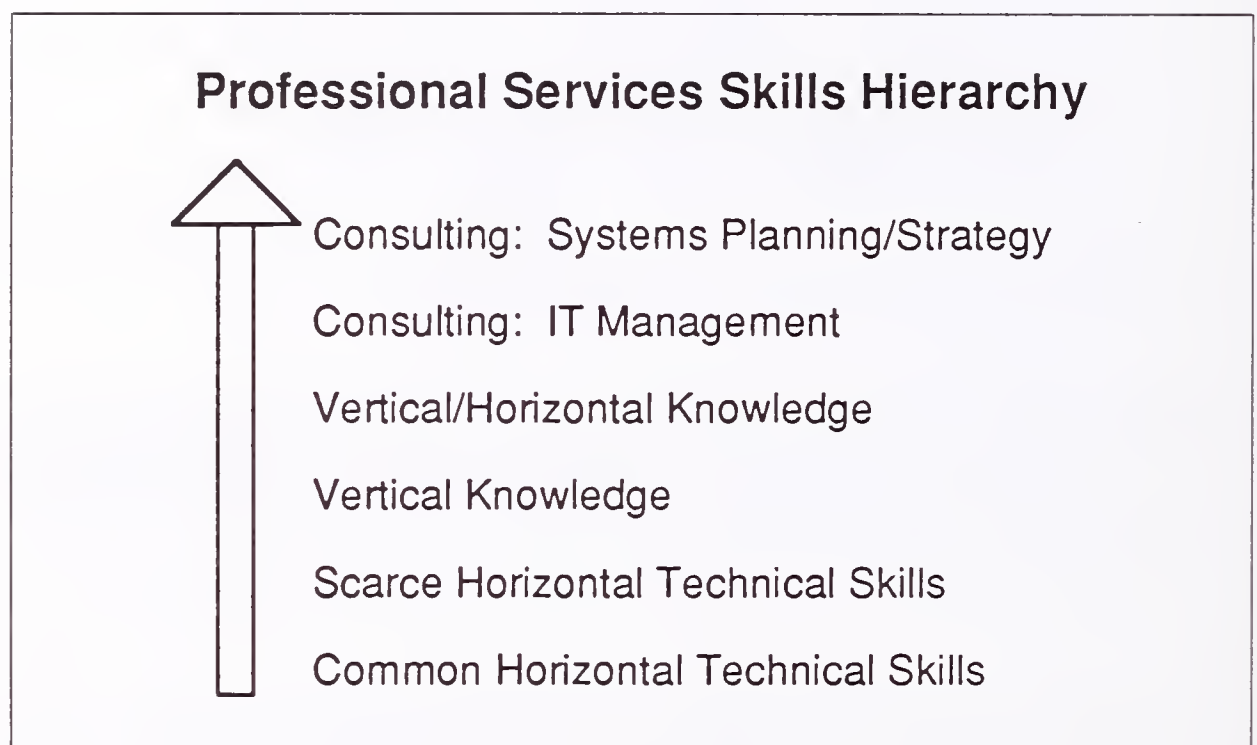 Professional Services Skills Hierarchy
Consulting: Systems Planning/Strategy
Consulting: IT Management
Vertical/Horizontal Knowledge
Vertical Knowledge
Scarce Horizontal Technical Skills
Common Horizontal Technical Skills